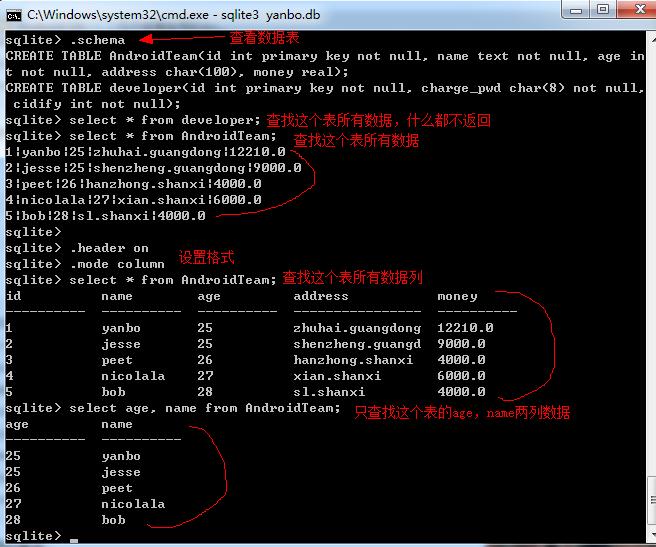 C:\Windows\system32\cmd.exe - sqlite3 yanbo.db
sqlite> .schema 查看数据表
CREATE TABLE AndroidTeam(id int primary key not null, name text not null, age in
t not null, address char(100), money real);
CREATE TABLE developer(id int primary key not null, charge_pwd char(8) not null,
cidify int not null);
sqlite> select * from developer; 查找这个表所有数据，什么都不返回
sqlite> select * from AndroidTeam; 查找这个表所有数据
1|yanbo|25|zhuhai.guangdong|12210.0
2|jesse|25|shenzheng.guangdong|9000.0
3|peet|26|hanzhong.shanxi|4000.0
4|nicolala|27|xian.shanxi|6000.0
5|bob|28|sl.shanxi|4000.0
sqlite>
sqlite> .header on
sqlite> .mode column 设置格式
sqlite> select * from AndroidTeam; 查找这个表所有数据列
id name age address money
---------- ---------- ---------- ---------------- ----------
1 yanbo 25 zhuhai.guangdong 12210.0
2 jesse 25 shenzheng.guangd 9000.0
3 peet 26 hanzhong.shanxi 4000.0
4 nicolala 27 xian.shanxi 6000.0
5 bob 28 sl.shanxi 4000.0
sqlite> select age, name from AndroidTeam; 只查找这个表的age，name两列数据
age name
---------- ----------
25 yanbo
25 jesse
26 peet
27 nicolala
28 bob
sqlite> _